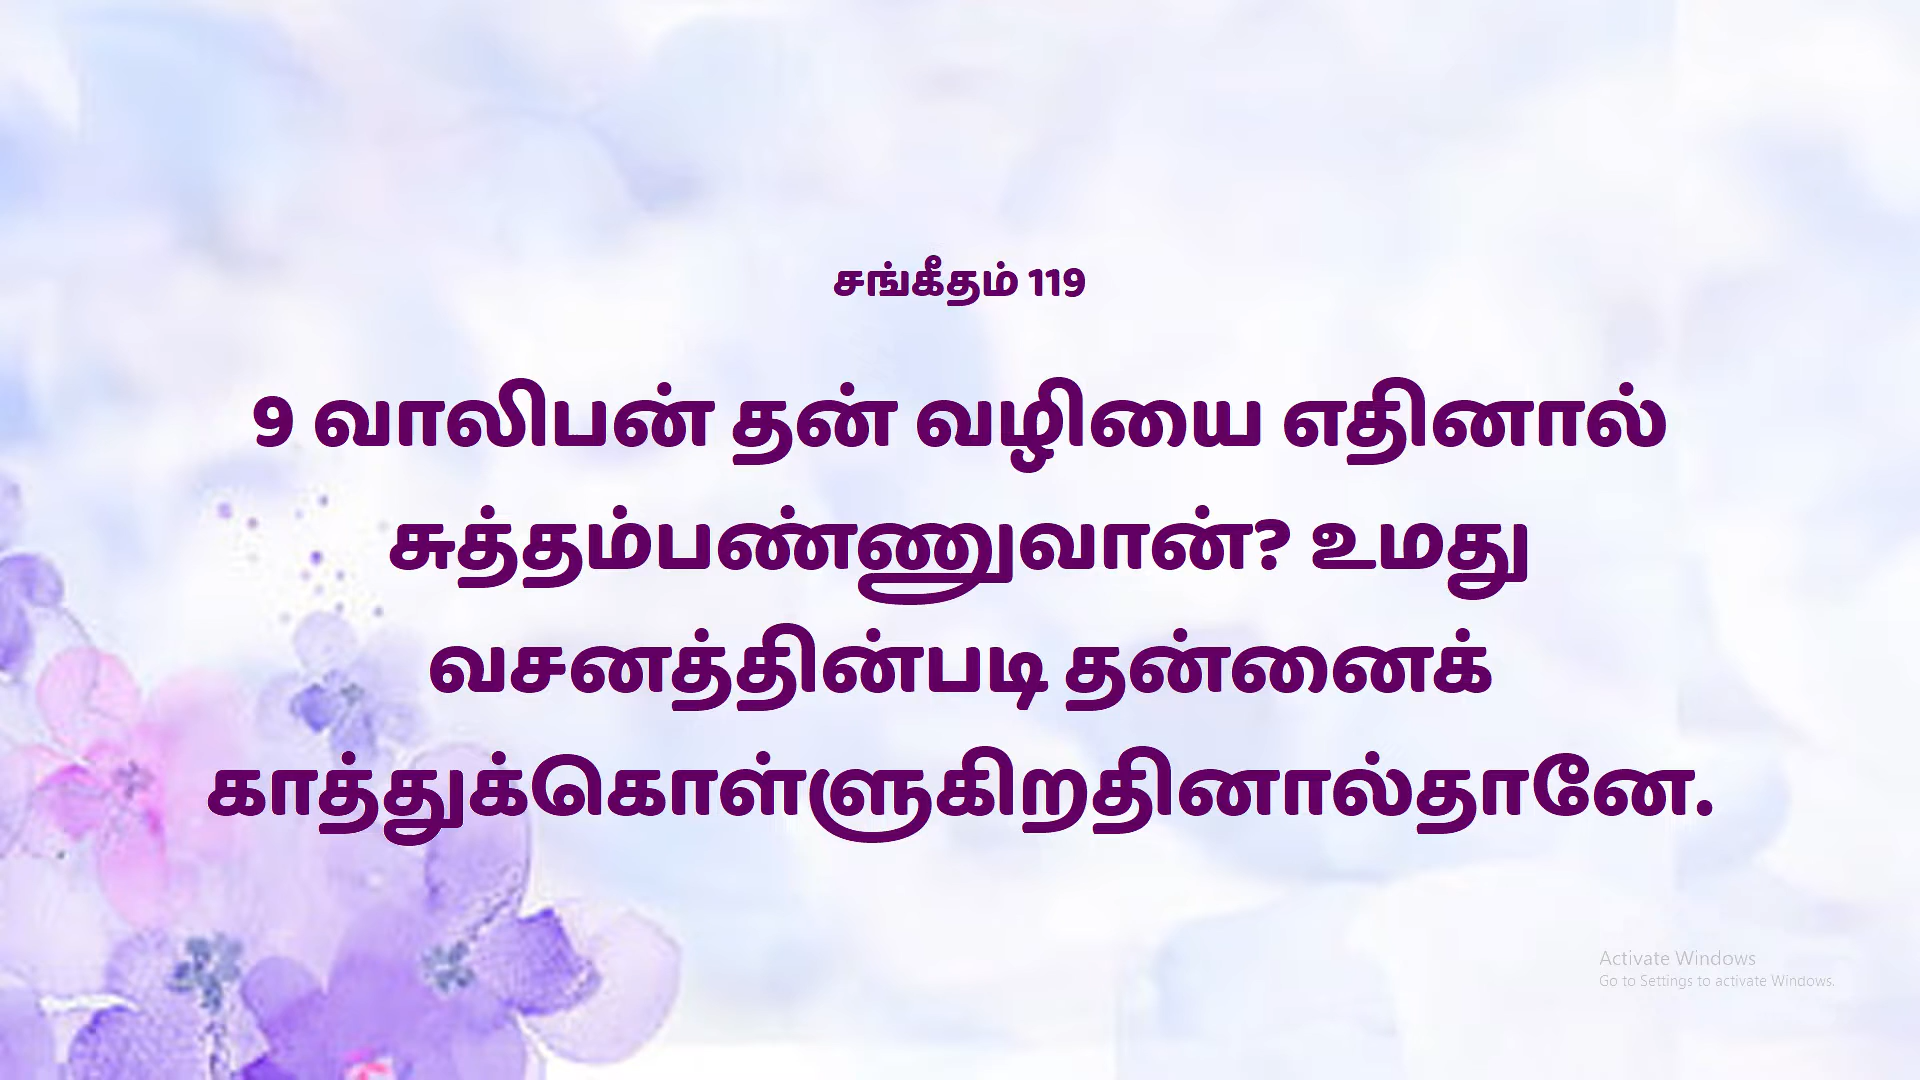 சங்கீதம் 119
9 வாலிபன் தன் வழியை எதினால்
சுத்தம்பண்ணுவான்? உமது
வசனத்தின்படி தன்னைக்
காத்துக்கொள்ளுகிறதினால்தானே.
Activate Windows
Go to Settings to activate Windows.